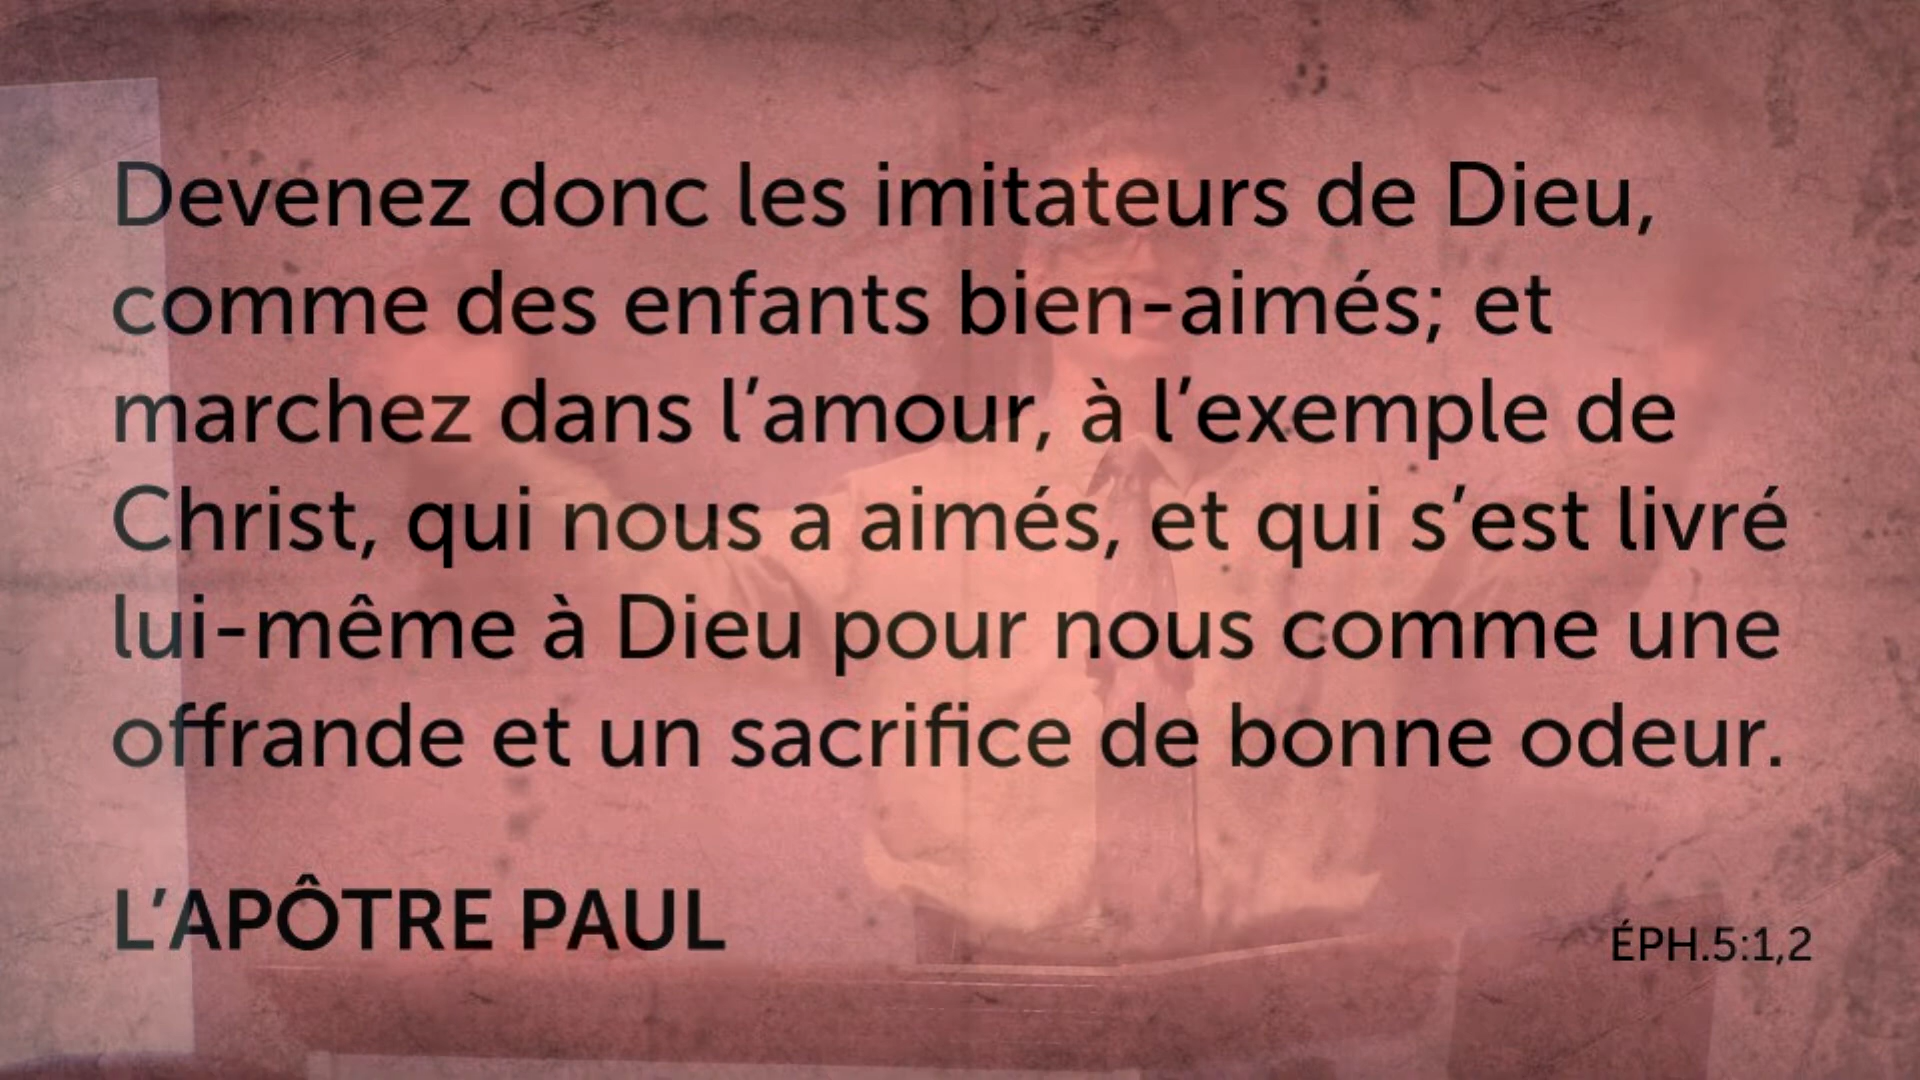 Devenez donc les imitateurs de Dieu,
comme des enfants bien-aimés; et
marchez dans l’amour, à l’exemple de
Christ, qui nous a aimés, et qui s’est livré
lui-même à Dieu pour nous comme une
offrande et un sacrifice de bonne odeur.
L’APÔTRE PAUL
ÉPH.5:1,2